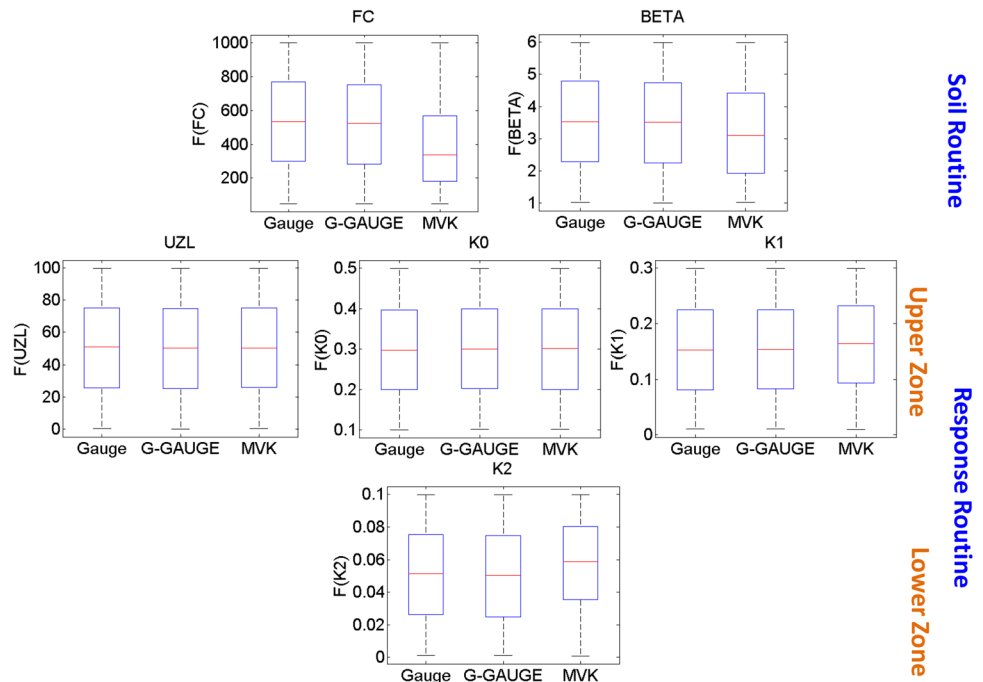 FC
BETA
F(FC)
1000
800
600
400
200
Gauge G-GAUGE MVK
F(BETA)
6
5
4
3
2
1
Gauge G-GAUGE MVK
Soil Routine
UZL
K0
K1
F(UZL)
100
80
60
40
20
0
Gauge G-GAUGE MVK
F(K0)
0.5
0.4
0.3
0.2
0.1
Gauge G-GAUGE MVK
F(K1)
0.3
0.2
0.1
0
Gauge G-GAUGE MVK
Upper Zone
Response Routine
K2
F(K2)
0.1
0.08
0.06
0.04
0.02
0
Gauge G-GAUGE MVK
Lower Zone